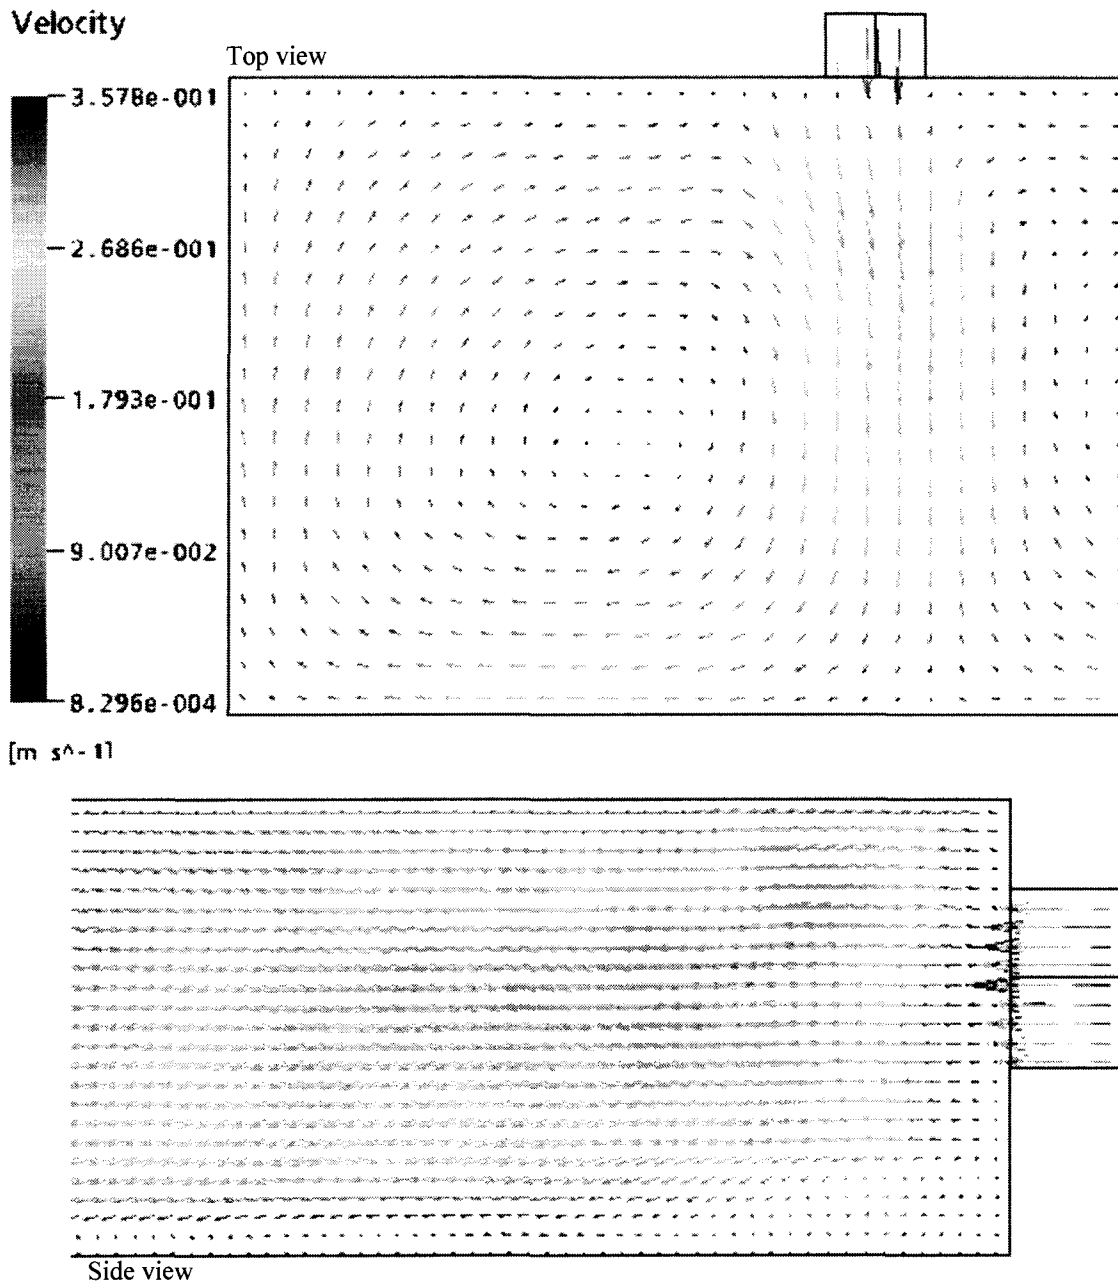 Velocity
Top view
3.578e-001
2.686e-001
1.793e-001
9.007e-002
8.296e-004
[m s^-1]
Side view